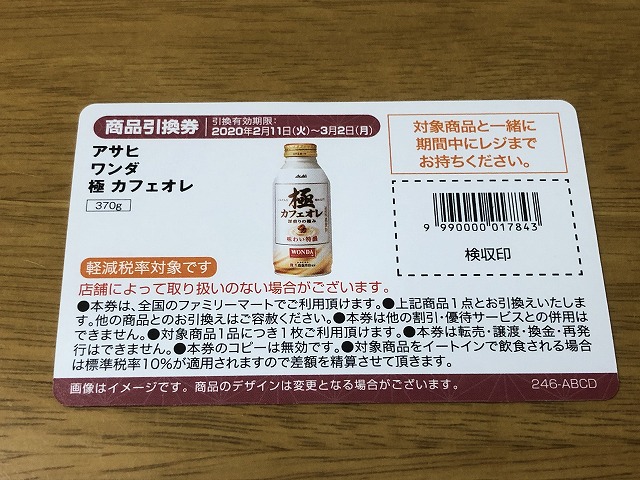 商品引換券
引換有効期限:
2020年2月11日(火)～3月2日(月)
アサヒ
ワンダ
極 カフェオレ
370g
対象商品と一緒に
期間中にレジまで
お持ちください。
Asahi
極
カフェオレ
深煎りの極み
味わい特濃
WONDA
9 990000 017843
検収印
軽減税率対象です
店舗によって取り扱いのない場合がございます。
●本券は、全国のファミリーマートでご利用頂けます。●上記商品1点とお引換えいたしま
す。他の商品とのお引換えはご容赦ください。●本券は他の割引・優待サービスとの併用は
できません。●対象商品1品につき1枚ご利用頂けます。●本券は転売・譲渡・換金・再発
行はできません。●本券のコピーは無効です。●対象商品をイートインで飲食される場合
は標準税率10%が適用されますので差額を精算させて頂きます。
画像はイメージです。商品のデザインは変更となる場合がございます。
246-ABCD